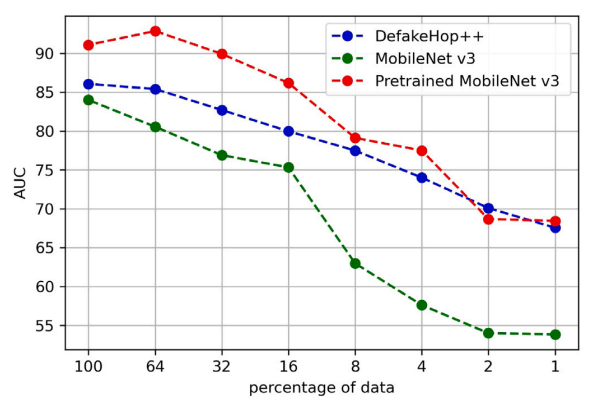 DefakeHop++
MobileNet v3
Pretrained MobileNet v3
AUC
90
85
80
75
70
65
60
55
100 64 32 16 8 4 2 1
percentage of data